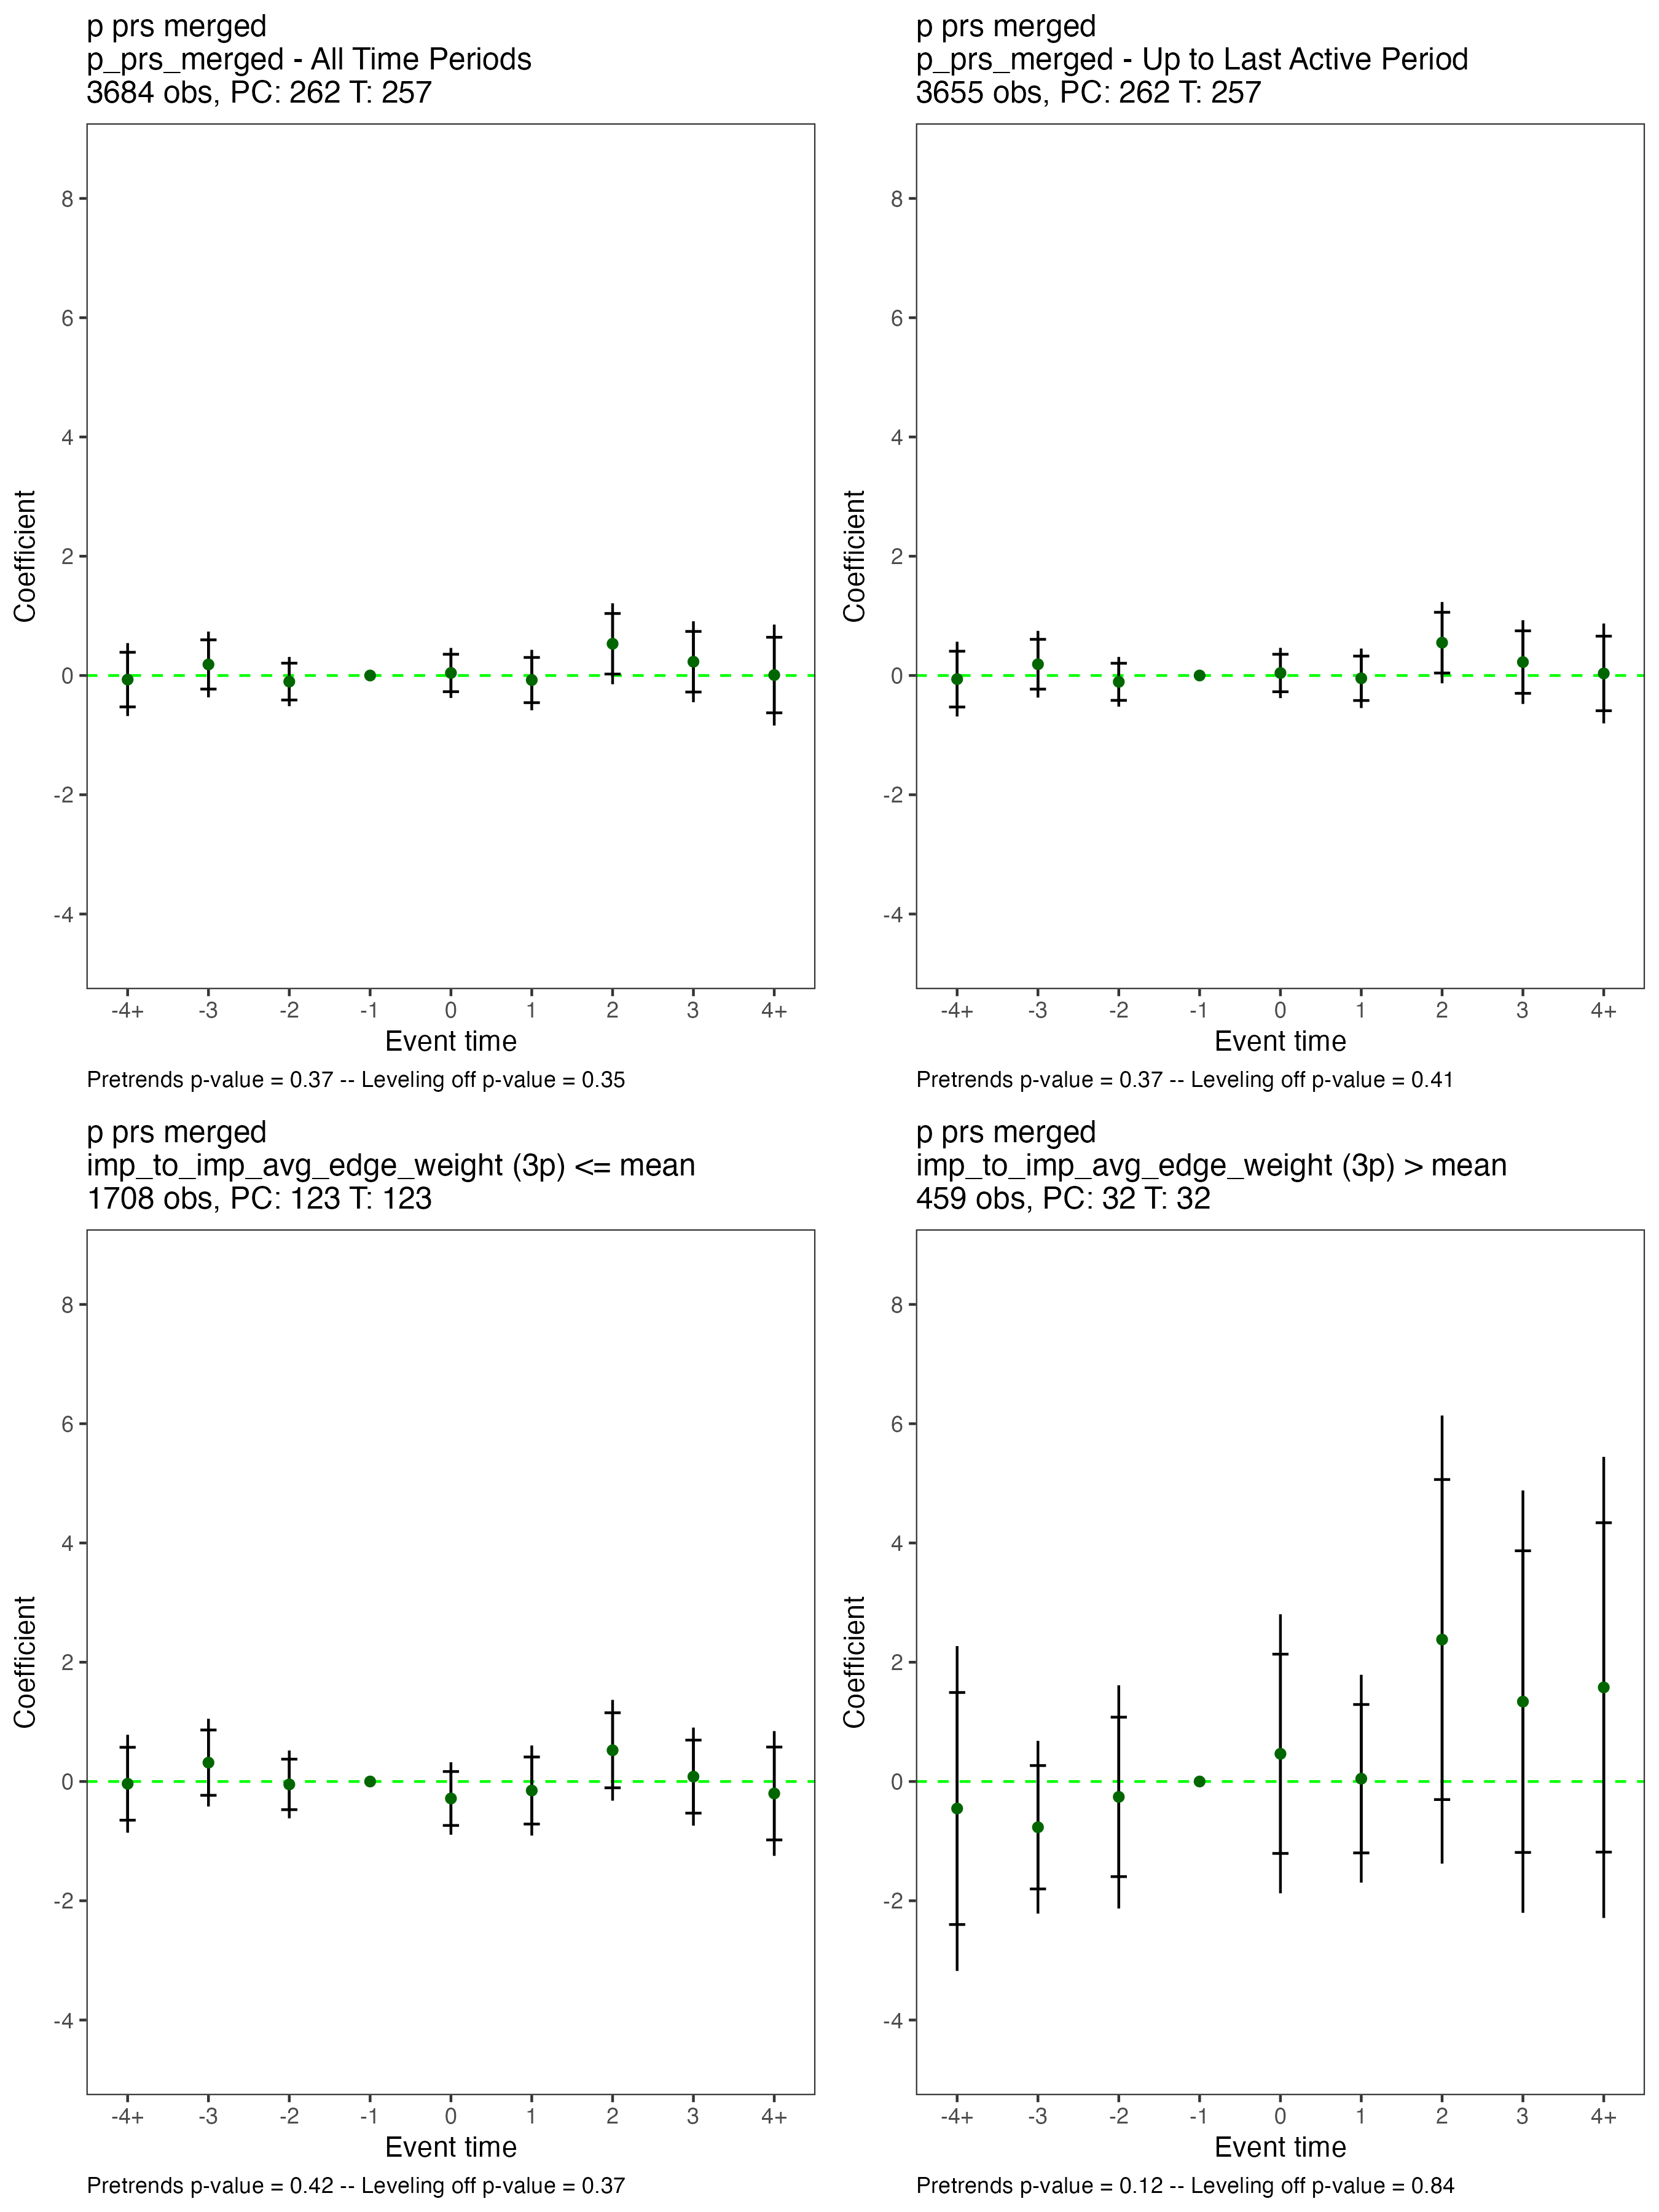 p prs merged
p_prs_merged - All Time Periods
3684 obs, PC: 262 T: 257
8
6
4
2
0
-2
-4
Coefficient
-4+ -3 -2 -1 0 1 2 3 4+
Event time
Pretrends p-value = 0.37 -- Leveling off p-value = 0.35
p prs merged
p_prs_merged - Up to Last Active Period
3655 obs, PC: 262 T: 257
8
6
4
2
0
-2
-4
Coefficient
-4+ -3 -2 -1 0 1 2 3 4+
Event time
Pretrends p-value = 0.37 -- Leveling off p-value = 0.41
p prs merged
imp_to_imp_avg_edge_weight (3p) <= mean
1708 obs, PC: 123 T: 123
8
6
4
2
0
-2
-4
Coefficient
-4+ -3 -2 -1 0 1 2 3 4+
Event time
Pretrends p-value = 0.42 -- Leveling off p-value = 0.37
p prs merged
imp_to_imp_avg_edge_weight (3p) > mean
459 obs, PC: 32 T: 32
8
6
4
2
0
-2
-4
Coefficient
-4+ -3 -2 -1 0 1 2 3 4+
Event time
Pretrends p-value = 0.12 -- Leveling off p-value = 0.84